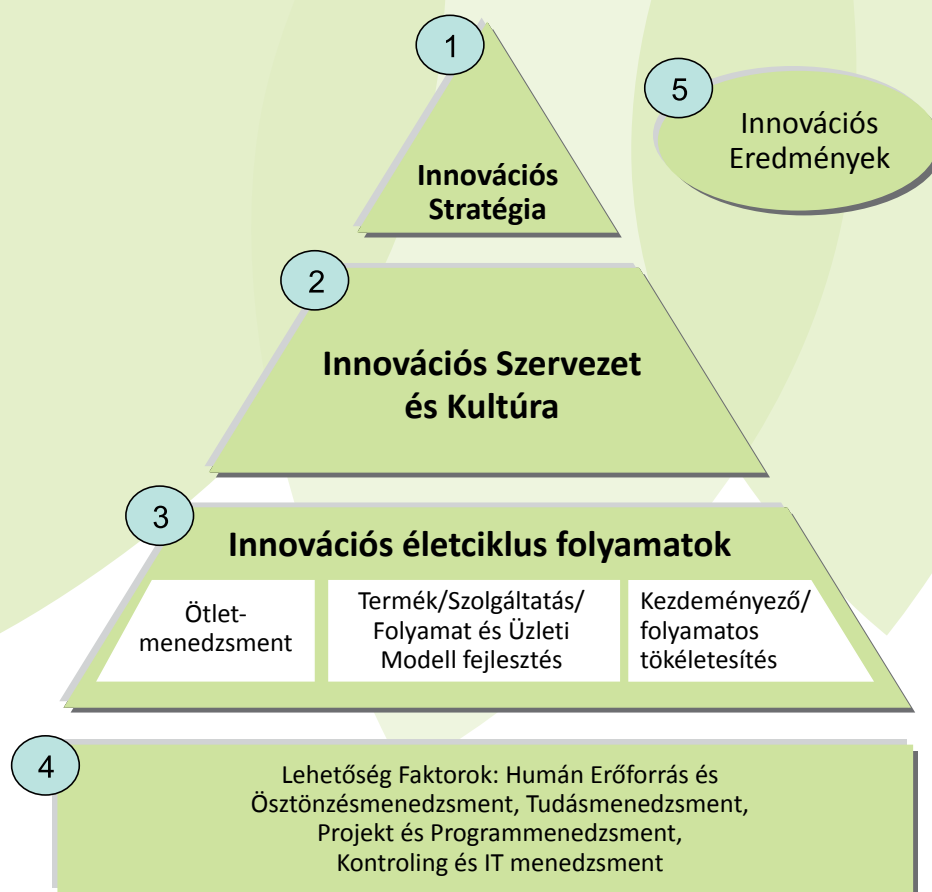 1
Innovációs
Stratégia
5
Innovációs
Eredmények
2
Innovációs Szervezet
és Kultúra
3
Innovációs életciklus folyamatok
Ötlet-
menedzsment
Termék/Szolgáltatás/
Folyamat és Üzleti
Modell fejlesztés
Kezdeményező/
folyamatos
tökéletesítés
4
Lehetőség Faktorok: Humán Erőforrás és
Ösztönzésmenedzsment, Tudásmenedzsment,
Projekt és Programmenedzsment,
Kontroling és IT menedzsment